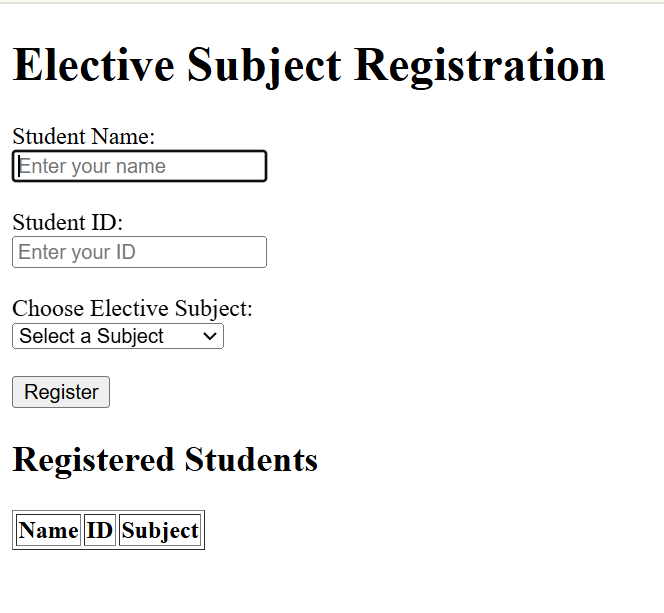 Elective Subject Registration
Student Name:
Enter your name
Student ID:
Enter your ID
Choose Elective Subject:
Select a Subject
Register
Registered Students
Name ID Subject